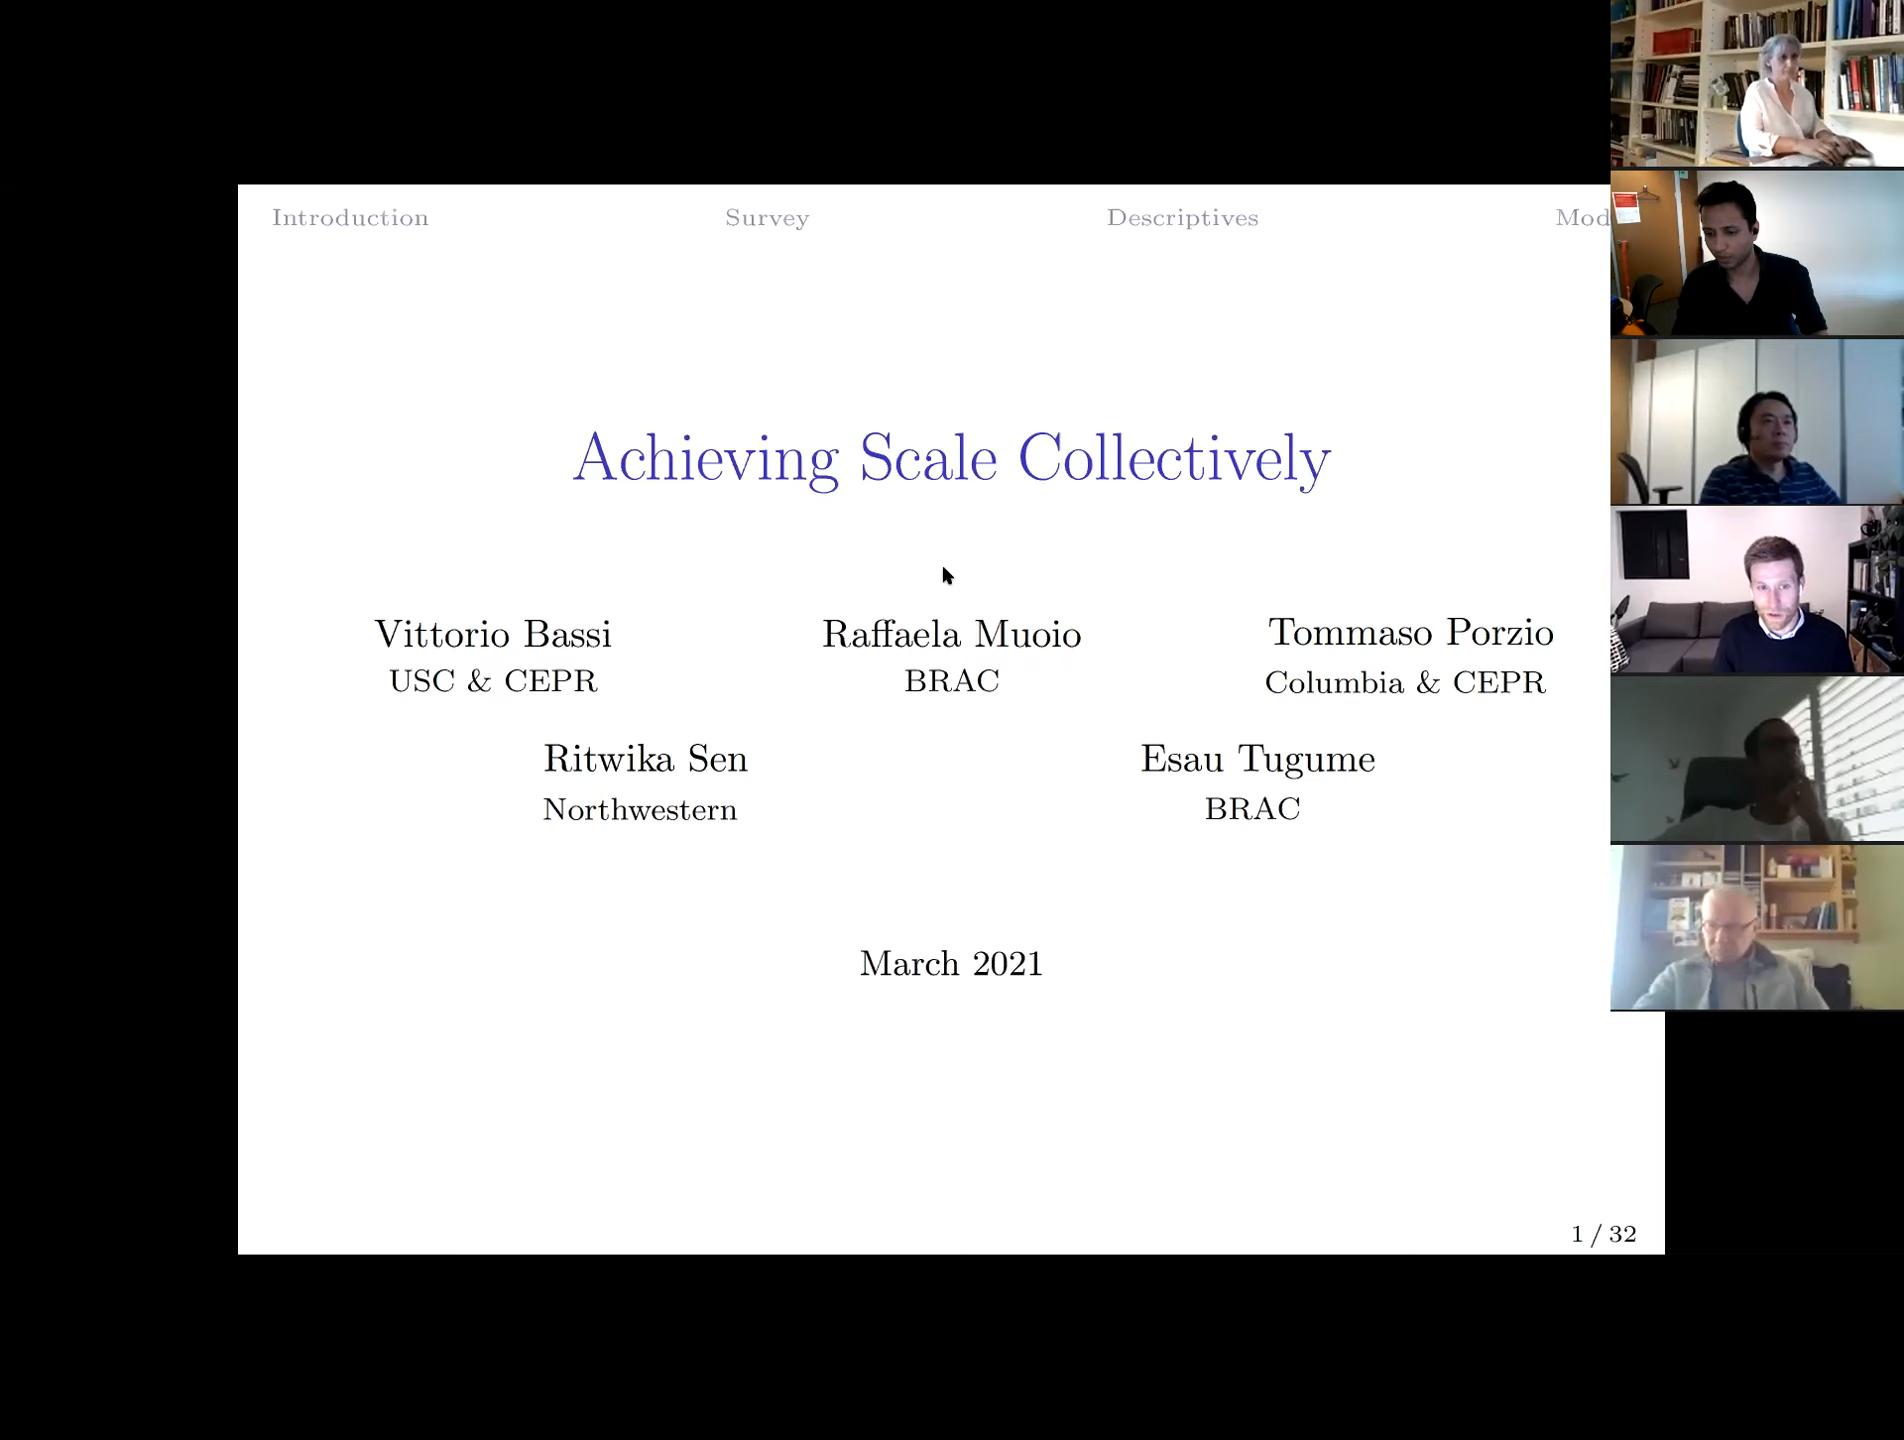 Introduction Survey Descriptives Mod
Achieving Scale Collectively
Vittorio Bassi Raffaela Muoio Tommaso Porzio
USC & CEPR BRAC Columbia & CEPR
Ritwika Sen Esau Tugume
Northwestern BRAC
March 2021
1 / 32